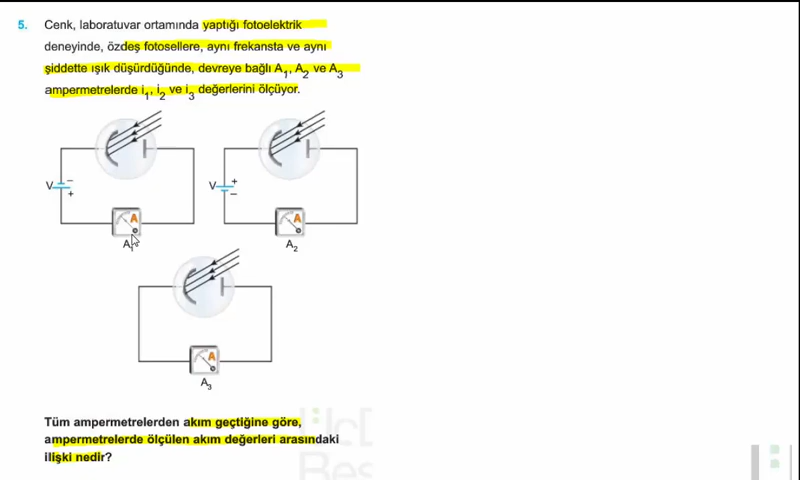 5. Cenk, laboratuvar ortamında yaptığı fotoelektrik
deneyinde, özdeş fotosellere, aynı frekansta ve aynı
şiddette ışık düşürdüğünde, devreye bağlı A1, A2 ve A3
ampermetrelerde i1, i2 ve i3 değerlerini ölçüyor.
V − +
A
A1
V + −
A
A2
A
A3
Tüm ampermetrelerden akım geçtiğine göre,
ampermetrelerde ölçülen akım değerleri arasındaki
ilişki nedir?